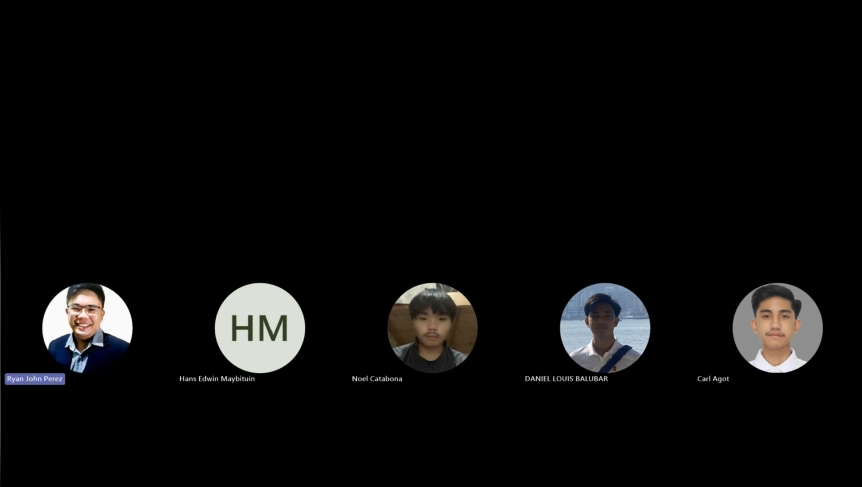 HM
Ryan John Perez
Hans Edwin Maybituin
Noel Catabona
DANIEL LOUIS BALUBAR
Carl Agot